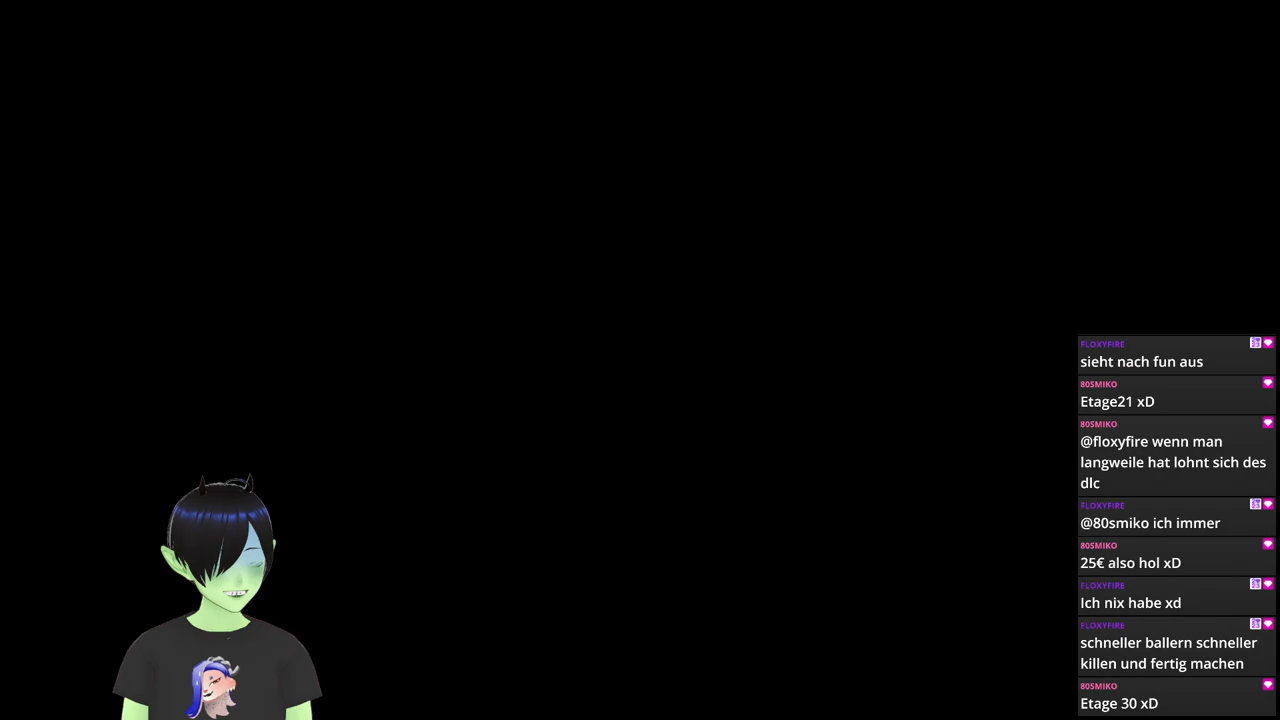 FLOXYFIRE
sieht nach fun aus
80SMIKO
Etage21 xD
80SMIKO
@floxyfire wenn man
langweile hat lohnt sich des
dlc
FLOXYFIRE
@80smiko ich immer
80SMIKO
25€ also hol xD
FLOXYFIRE
Ich nix habe xd
FLOXYFIRE
schneller ballern schneller
killen und fertig machen
80SMIKO
Etage 30 xD